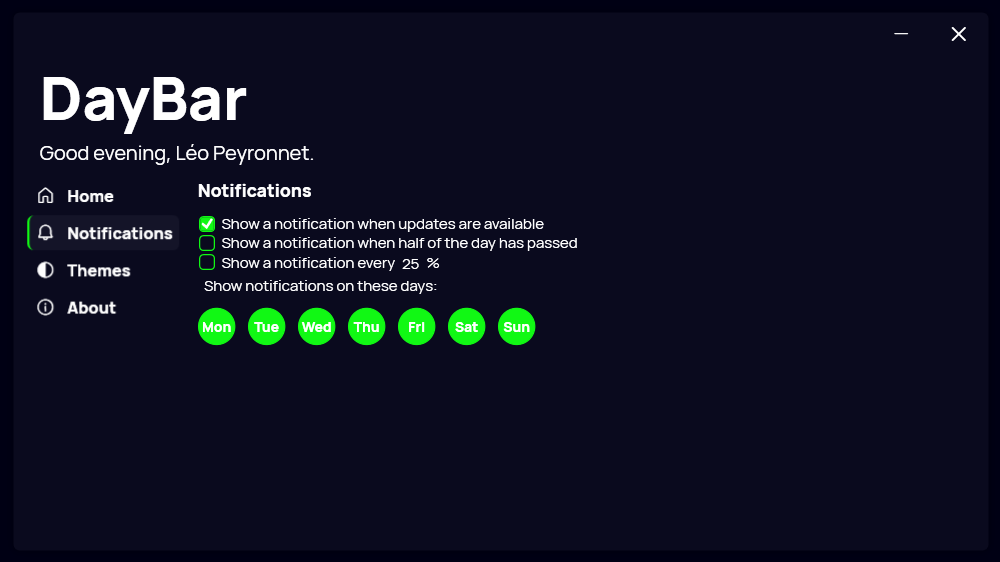 DayBar
Good evening, Léo Peyronnet.
Home
Notifications
Themes
About
Notifications
Show a notification when updates are available
Show a notification when half of the day has passed
Show a notification every 25 %
Show notifications on these days:
Mon Tue Wed Thu Fri Sat Sun